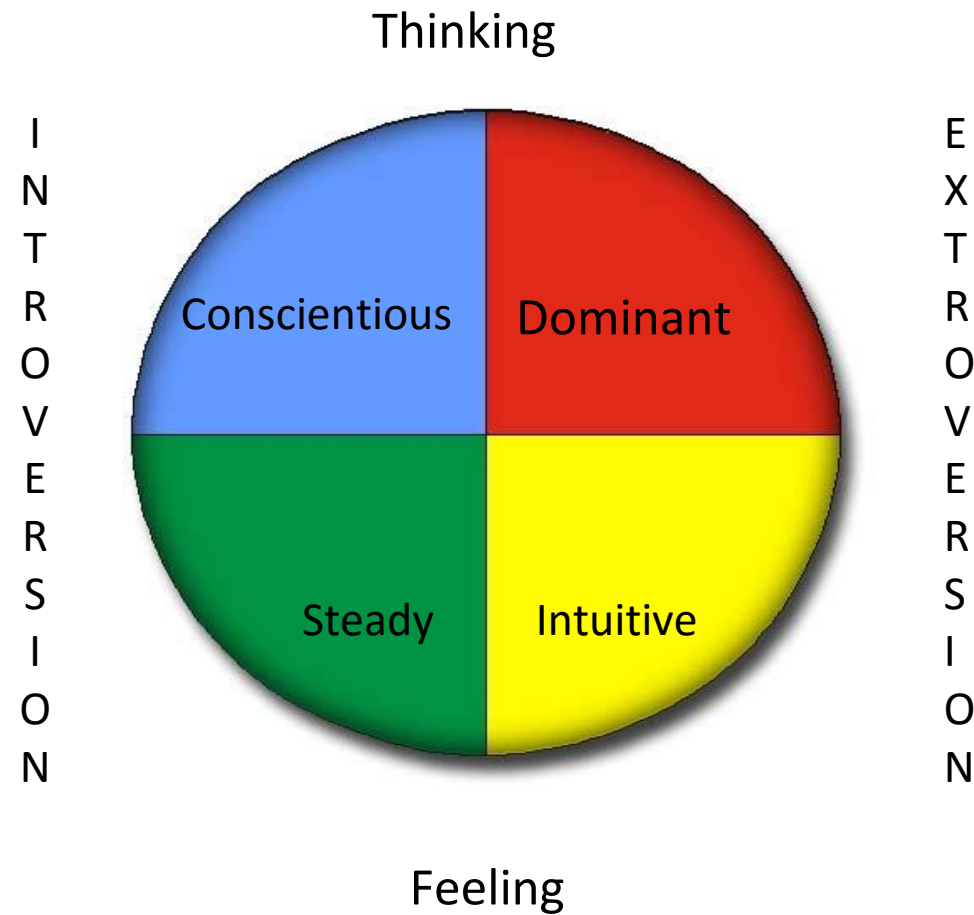 Thinking
INTROVERSION
EXTROVERSION
Conscientious
Dominant
Steady
Intuitive
Feeling